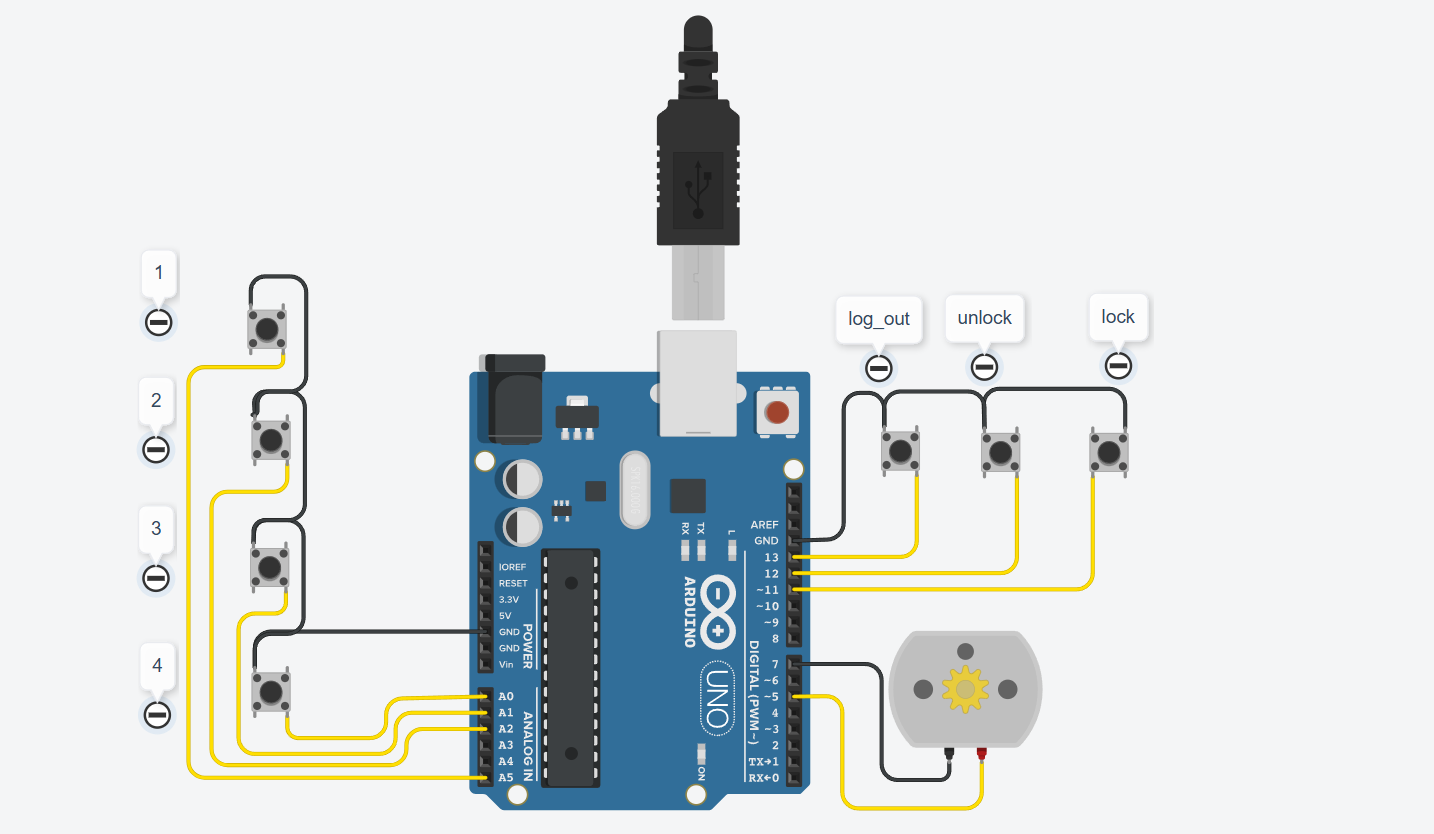 1
2
3
4
log_out
unlock
lock
RX
TX
L
AREF
GND
13
12
~11
~10
~9
8
7
~6
~5
4
~3
2
TX→1
RX←0
DIGITAL (PWM~)
IOREF
RESET
3.3V
5V
GND
GND
Vin
POWER
A0
A1
A2
A3
A4
A5
ANALOG IN
ARDUINO
UNO
ON